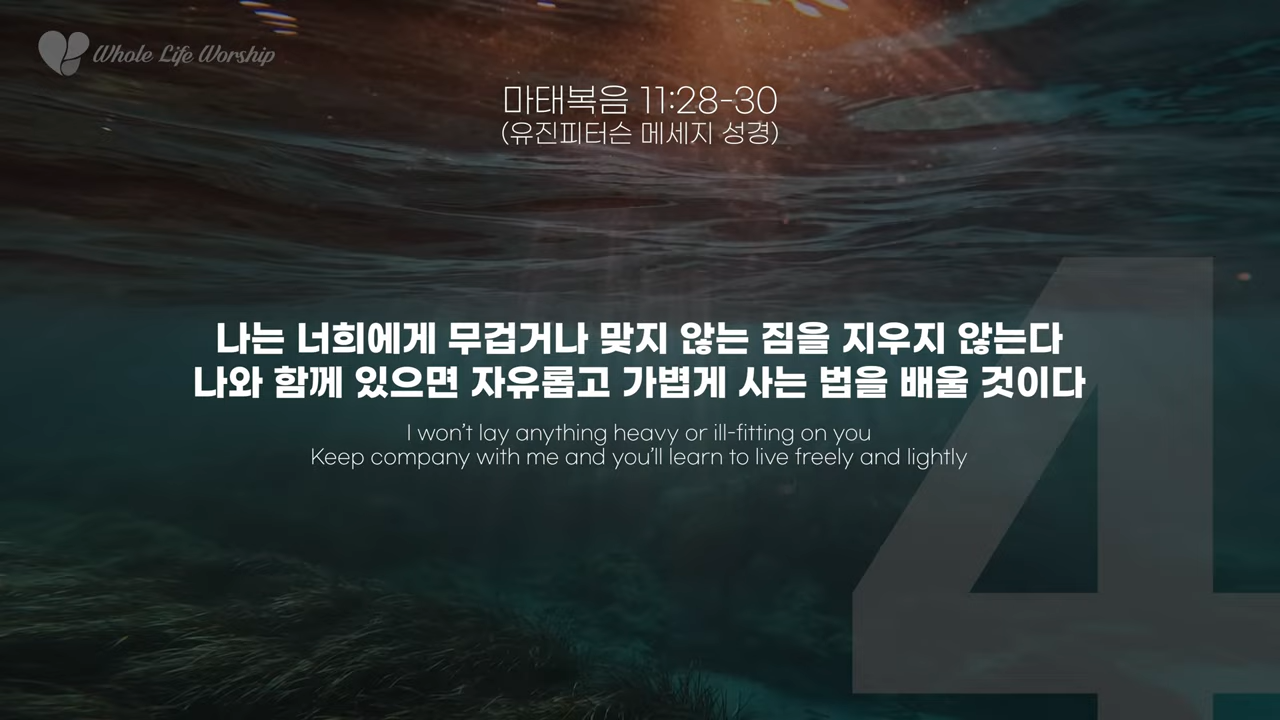 Whole Life Worship
마태복음 11:28-30
(유진피터슨 메세지 성경)
나는 너희에게 무겁거나 맞지 않는 짐을 지우지 않는다
나와 함께 있으면 자유롭고 가볍게 사는 법을 배울 것이다
I won’t lay anything heavy or ill-fitting on you
Keep company with me and you’ll learn to live freely and lightly
4